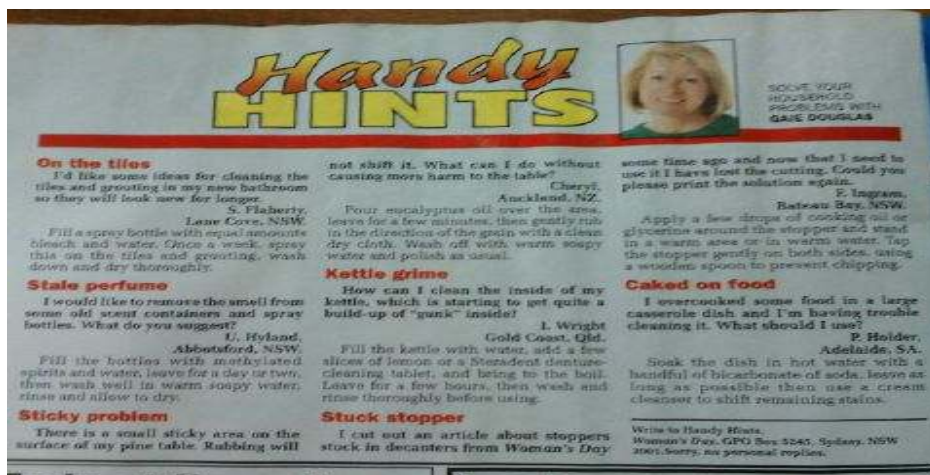 Handy
HINTS
SOLVE YOUR
HOUSEHOLD
PROBLEMS WITH
GAIE DOUGLAS
On the tiles
I'd like some ideas for cleaning the
tiles and grouting in my new bathroom
so they will look new for longer.
S. Flaherty,
Lane Cove, NSW.
Fill a spray bottle with equal amounts
bleach and water. Once a week, spray
this on the tiles and grouting, wash
down and dry thoroughly.
Stale perfume
I would like to remove the smell from
some old scent containers and spray
bottles. What do you suggest?
U. Hyland,
Abbotsford, NSW.
Fill the bottles with methylated
spirits and water, leave for a day or two,
then wash well in warm soapy water,
rinse and allow to dry.
Sticky problem
There is a small sticky area on the
surface of my pine table. Rubbing will
not shift it. What can I do without
causing more harm to the table?
Cheryl,
Auckland, NZ.
Pour eucalyptus oil over the area,
leave for a few minutes, then gently rub
in the direction of the grain with a clean
dry cloth. Wash off with warm soapy
water and polish as usual.
Kettle grime
How can I clean the inside of my
kettle, which is starting to get quite a
build-up of "gunk" inside?
I. Wright
Gold Coast, Qld.
Fill the kettle with water, add a few
slices of lemon or a Steradent denture-
cleaning tablet, and bring to the boil.
Leave for a few hours, then wash and
rinse thoroughly before using.
Stuck stopper
I cut out an article about stoppers
stuck in decanters from Woman's Day
some time ago and now that I need to
use it I have lost the cutting. Could you
please print the solution again.
F. Ingram,
Bateau Bay, NSW.
Apply a few drops of cooking oil or
glycerine around the stopper and stand
in a warm area or in warm water. Tap
the stopper gently on both sides, using
a wooden spoon to prevent chipping.
Caked on food
I overcooked some food in a large
casserole dish and I'm having trouble
cleaning it. What should I use?
P. Holder,
Adelaide, SA.
Soak the dish in hot water with a
handful of bicarbonate of soda, leave as
long as possible then use a cream
cleanser to shift remaining stains.
Write to Handy Hints,
Woman's Day, GPO Box 5245, Sydney, NSW
2001. Sorry, no personal replies.